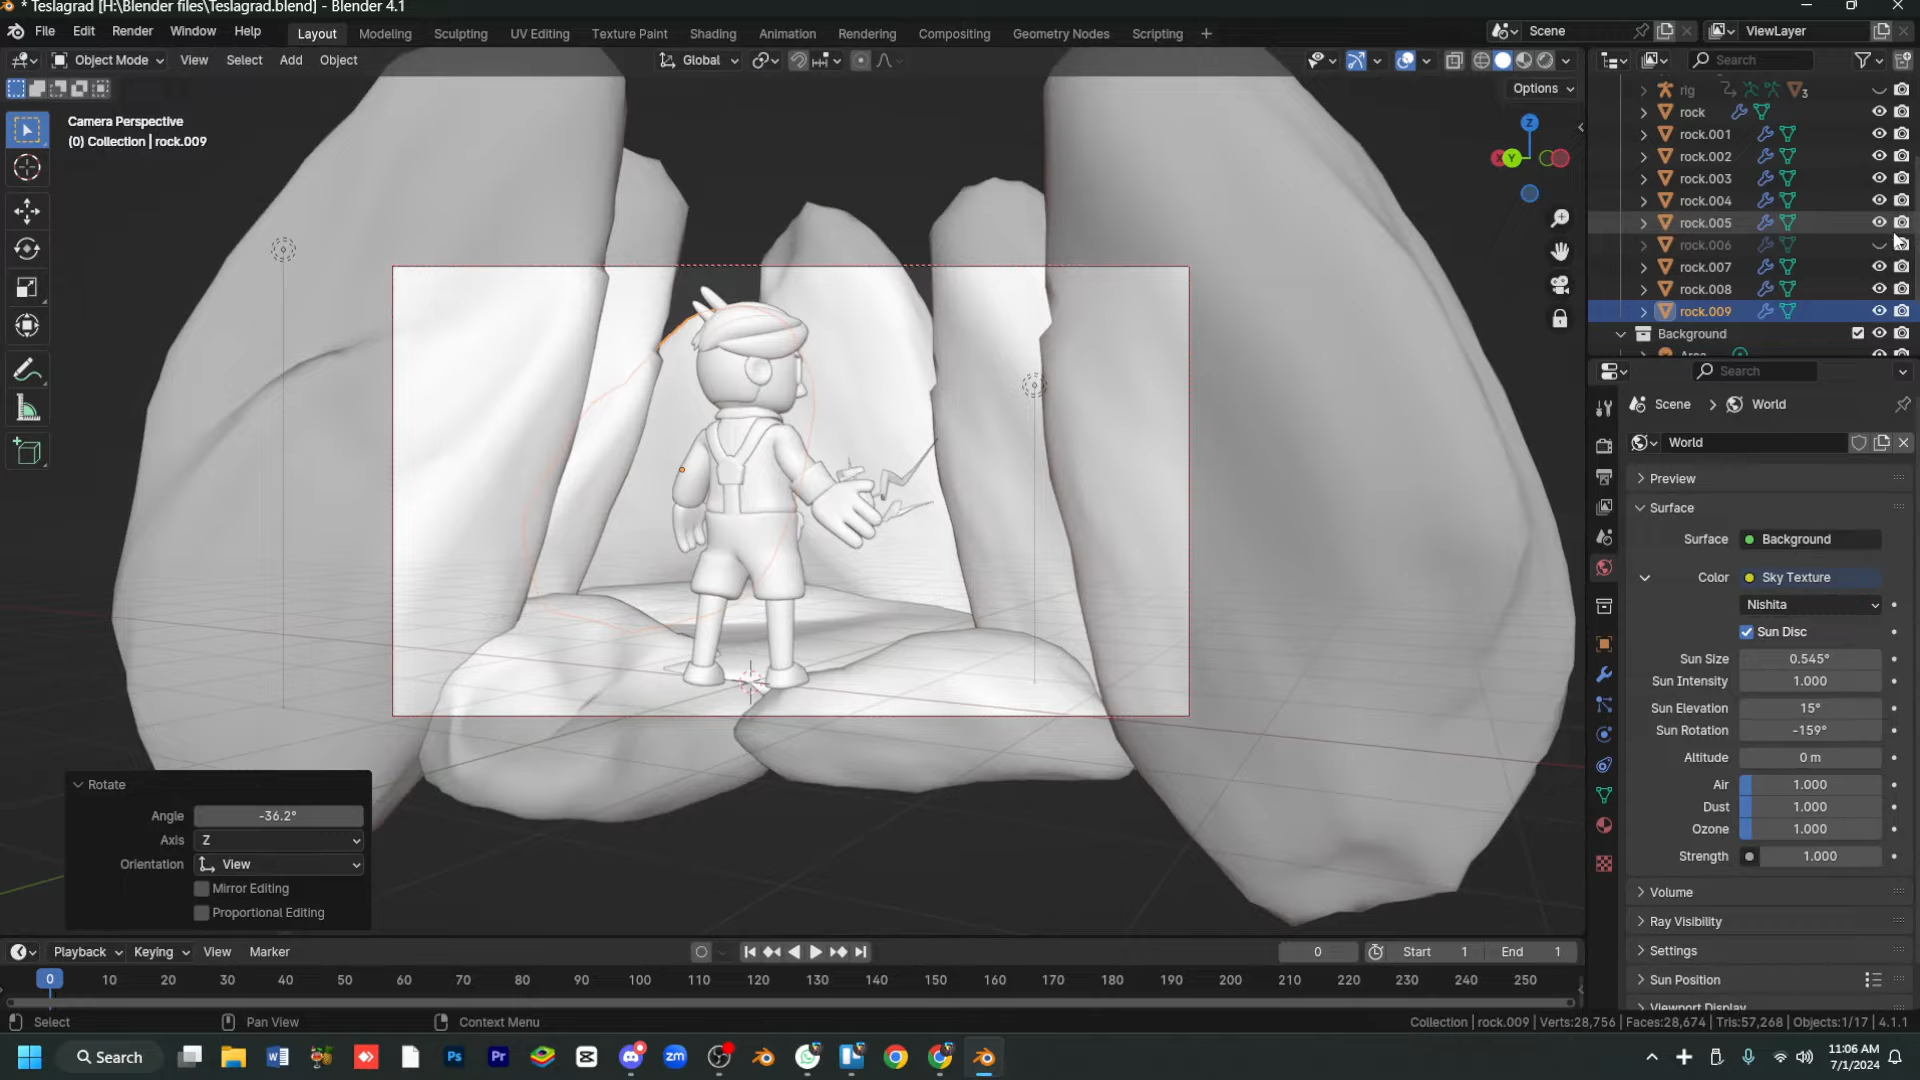 * Teslagrad [H:\Blender files\Teslagrad.blend] - Blender 4.1
File Edit Render Window Help Layout Modeling Sculpting UV Editing Texture Paint Shading Animation Rendering Compositing Geometry Nodes Scripting + Scene ViewLayer
Object Mode View Select Add Object Global Search
Options
Camera Perspective
(0) Collection | rock.009
Z
X Y
rig 3
rock
rock.001
rock.002
rock.003
rock.004
rock.005
rock.006
rock.007
rock.008
rock.009
Background
Area
Search
Scene > World
World
Preview
Surface
Surface Background
Color Sky Texture
Nishita
Sun Disc
Sun Size 0.545°
Sun Intensity 1.000
Sun Elevation 15°
Sun Rotation -159°
Altitude 0 m
Air 1.000
Dust 1.000
Ozone 1.000
Strength 1.000
Volume
Ray Visibility
Settings
Sun Position
Viewport Display
Rotate
Angle -36.2°
Axis Z
Orientation View
Mirror Editing
Proportional Editing
Playback Keying View Marker 0 Start 1 End 1
0 10 20 30 40 50 60 70 80 90 100 110 120 130 140 150 160 170 180 190 200 210 220 230 240 250
Select Pan View Context Menu Collection | rock.009 | Verts:28,756 | Faces:28,674 | Tris:57,268 | Objects:1/17 | 4.1.1
Search Ps Pr zm 11:06 AM
7/1/2024